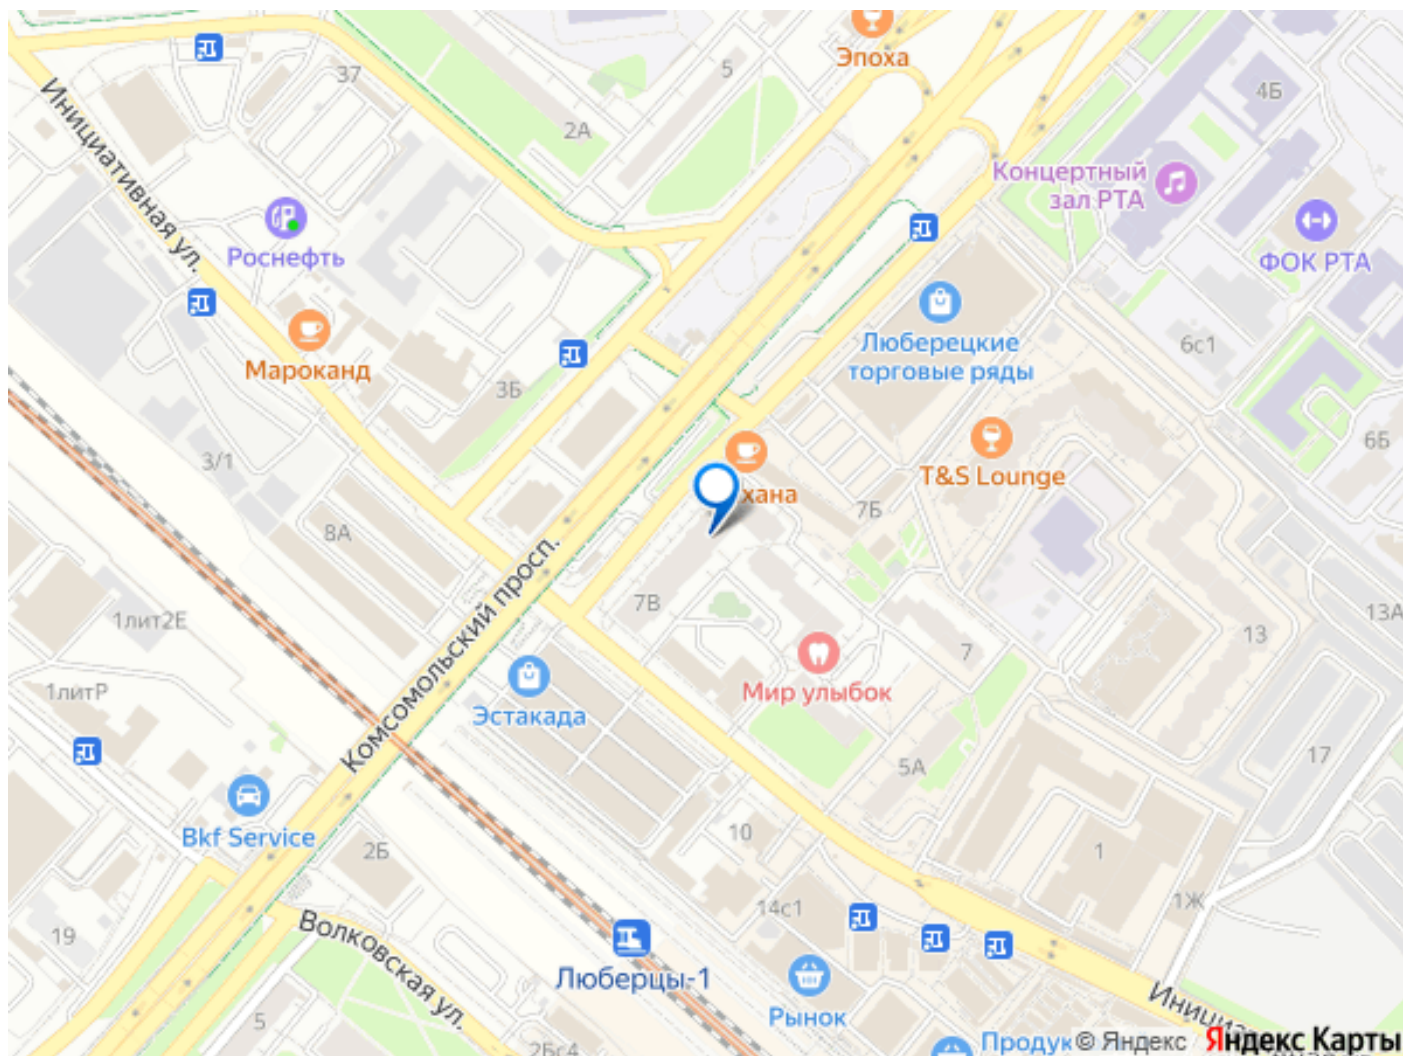 Эпоха
5
37
4Б
2А
Инициативная ул.
Концертный
зал РТА
Роснефть
ФОК РТА
Мароканд
Люберецкие
торговые ряды
6с1
3Б
6Б
3/1
T&S Lounge
хана
7Б
8А
Комсомольский просп.
7В
1лит2Е
13А
13
7
1литР
Мир улыбок
Эстакада
17
5А
Bkf Service
2Б
10
1
1Ж
14с1
19
Волковская ул.
Люберцы-1
5
Рынок
2Бс4
Продук
© Яндекс
Яндекс Карты